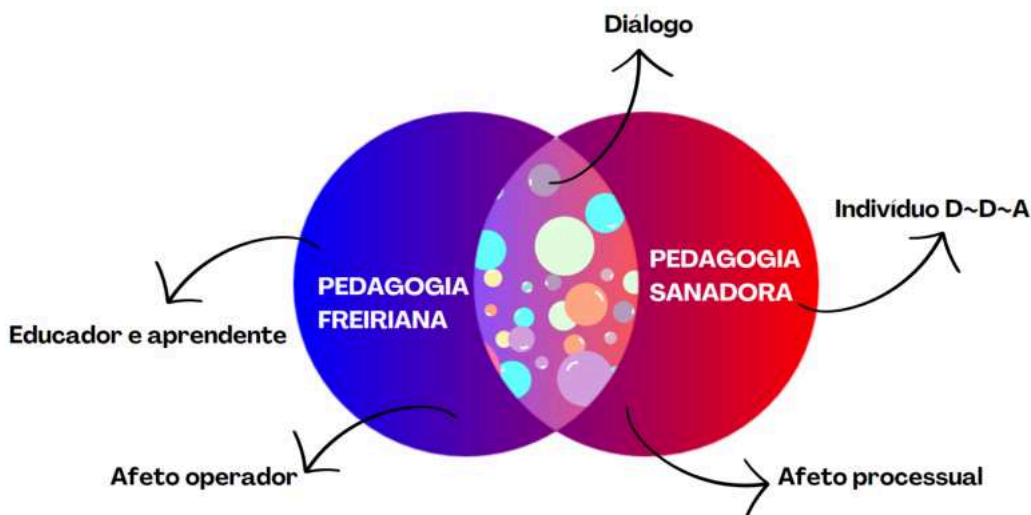 Diálogo
Indivíduo D~D~A
PEDAGOGIA
FREIRIANA
PEDAGOGIA
SANADORA
Educador e aprendente
Afeto operador
Afeto processual